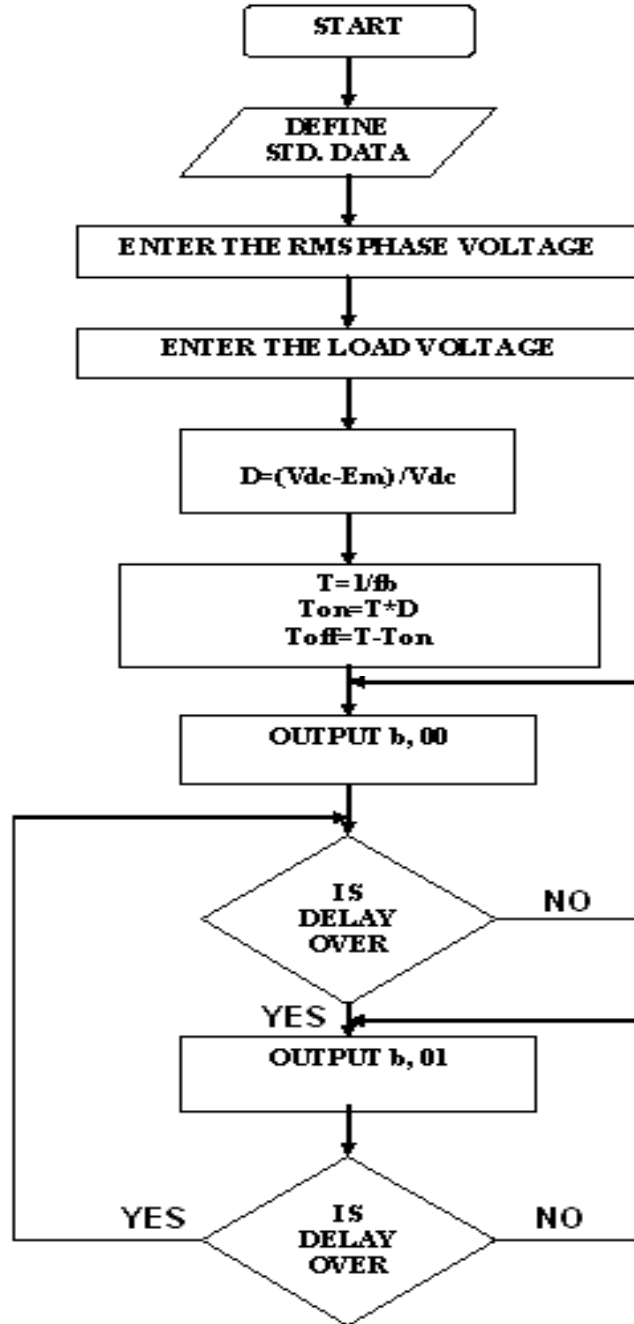 START
DEFINE
STD. DATA
ENTER THE RMS PHASE VOLTAGE
ENTER THE LOAD VOLTAGE
D=(Vdc-Em) /Vdc
T=1/fb
Ton=T*D
Toff=T-Ton
OUTPUT b, 00
IS
DELAY
OVER
NO
YES
OUTPUT b, 01
IS
DELAY
OVER
YES
NO